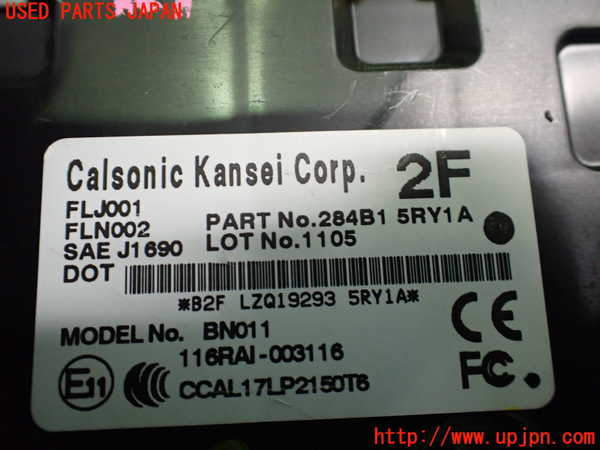 USED PARTS JAPAN
Calsonic Kansei Corp. 2F
FLJ001
FLN002 PART No.284B1 5RY1A
SAE J1690 LOT No.1105
DOT
*B2F LZQ19293 5RY1A*
MODEL No. BN011
116RAI-003116
E11 CCAL17LP2150T6
CE
FC
http://www.upjpn.com